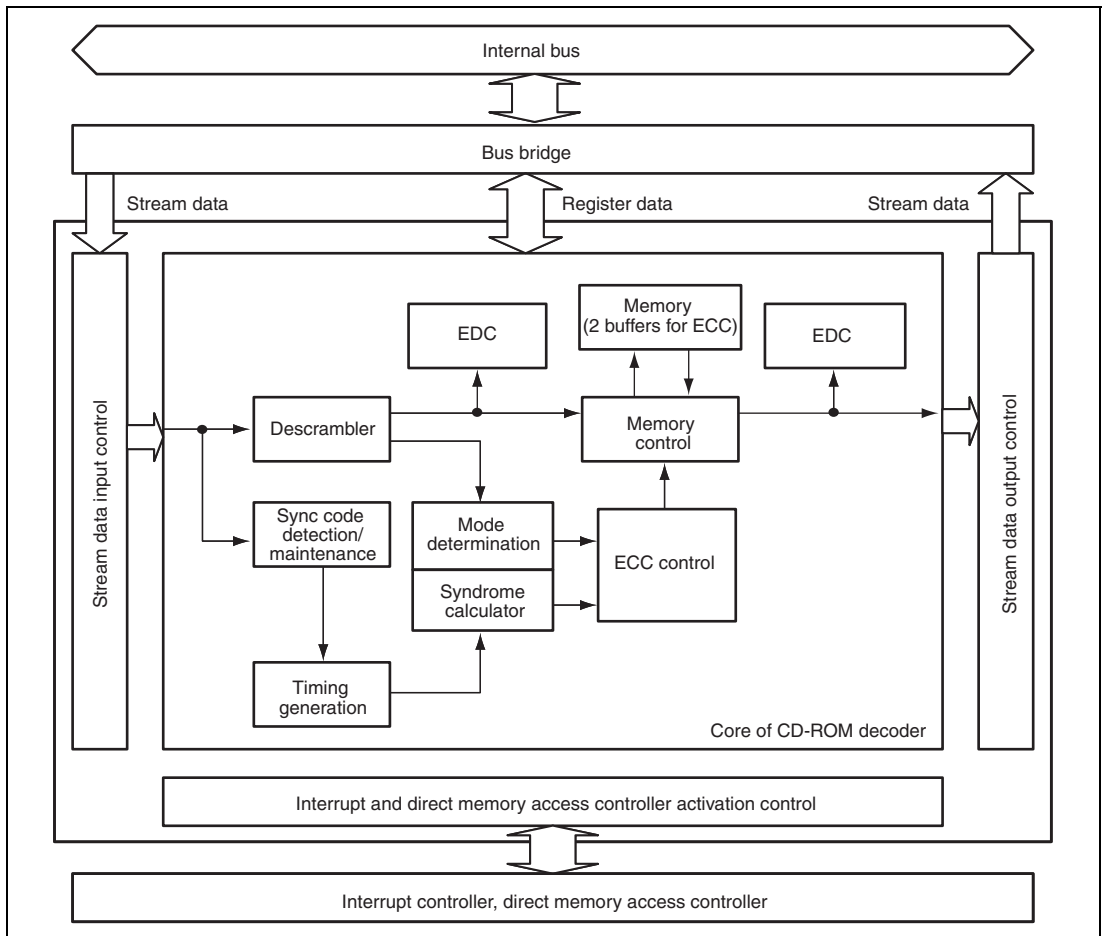 Internal bus
Bus bridge
Stream data
Register data
Stream data
Stream data input control
EDC
Memory
(2 buffers for ECC)
EDC
Descrambler
Memory
control
Sync code
detection/
maintenance
Mode
determination
ECC control
Syndrome
calculator
Timing
generation
Core of CD-ROM decoder
Stream data output control
Interrupt and direct memory access controller activation control
Interrupt controller, direct memory access controller